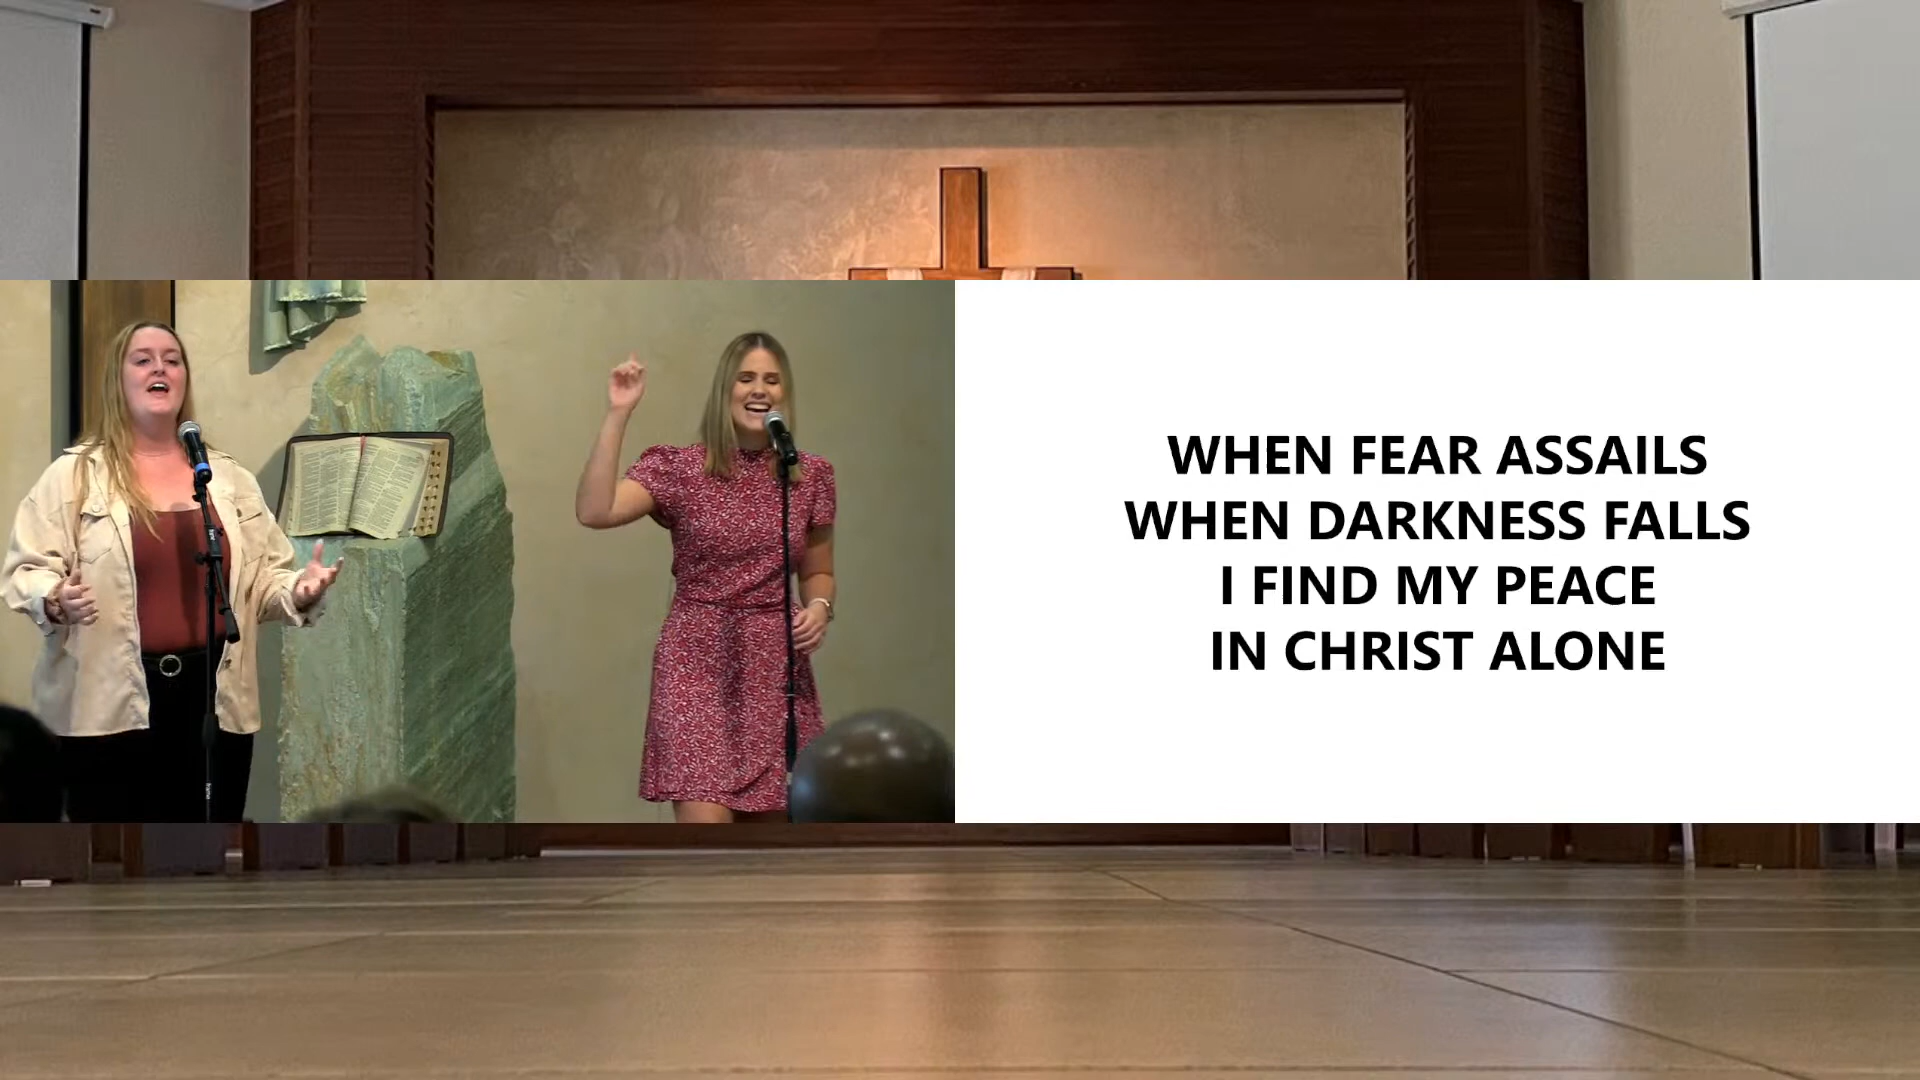 WHEN FEAR ASSAILS
WHEN DARKNESS FALLS
I FIND MY PEACE
IN CHRIST ALONE